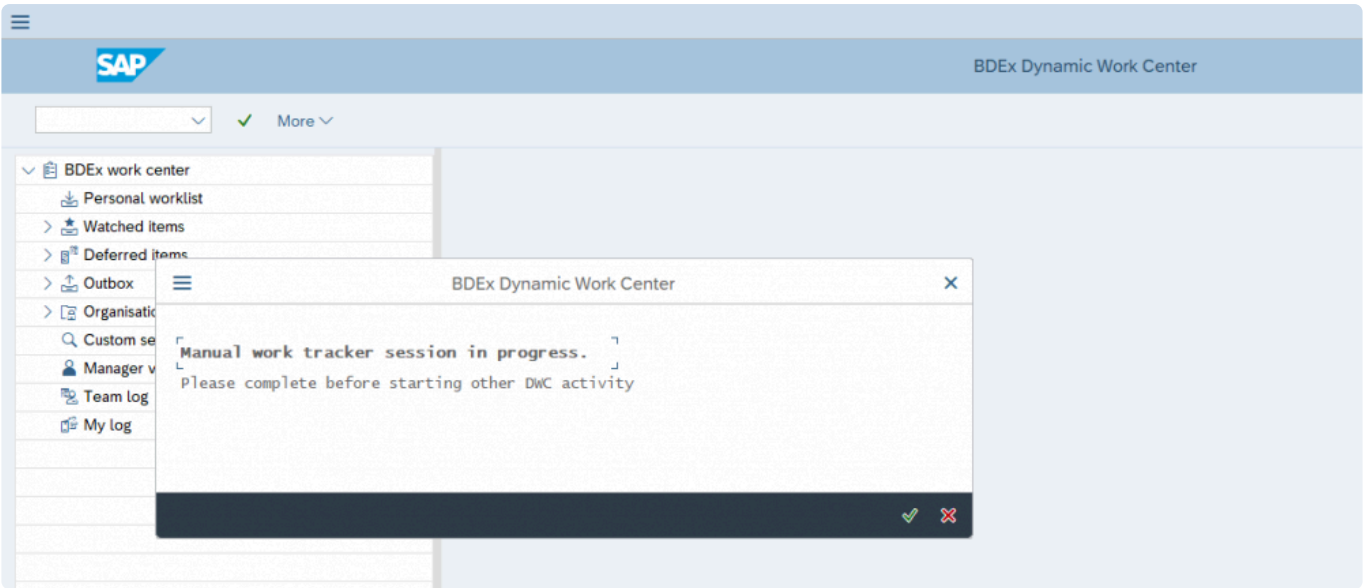 SAP
BDEx Dynamic Work Center
More
BDEx work center
Personal worklist
Watched items
Deferred items
Outbox
Organisatio
Custom se
Manager v
Team log
My log
BDEx Dynamic Work Center
Manual work tracker session in progress.
Please complete before starting other DWC activity